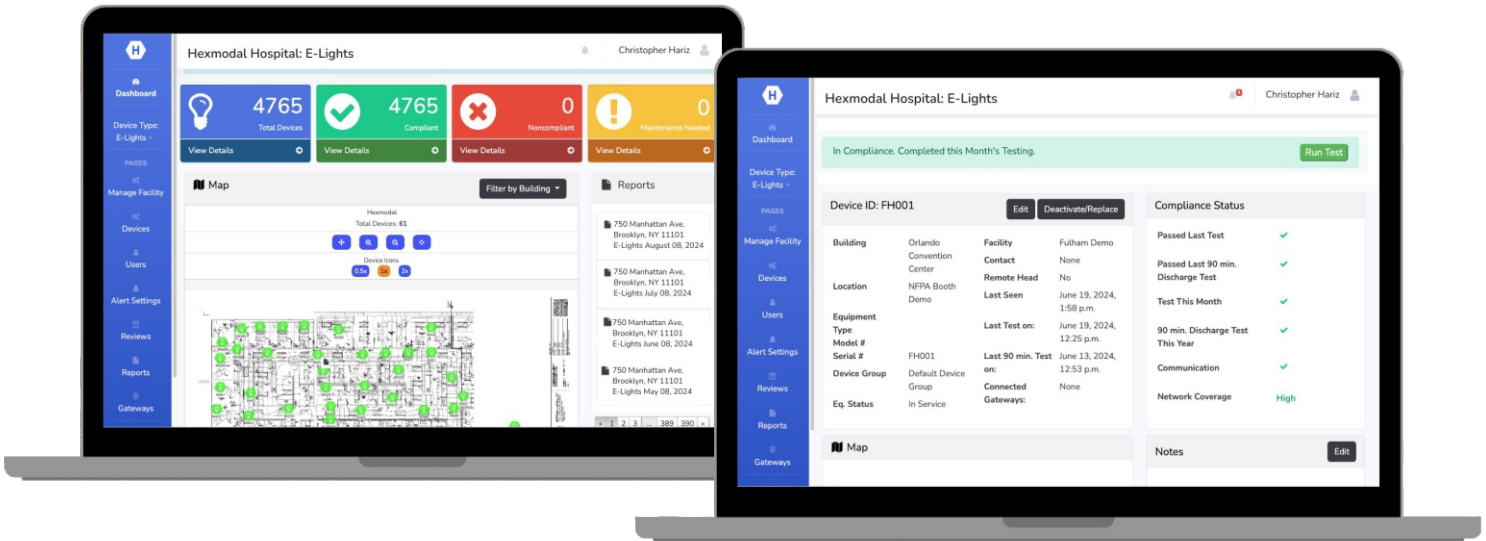 H
Hexmodal Hospital: E-Lights
Christopher Hariz
Dashboard
Device Type:
E-Lights
PAGES
Manage Facility
Devices
Users
Alert Settings
Reviews
Reports
Gateways
4765
Total Devices
View Details
4765
Compliant
View Details
0
Noncompliant
View Details
0
Maintenance Needed
View Details
Map
Filter by Building
Hexmodal
Total Devices: 61
Device Icons
0.5x 1x 2x
Reports
750 Manhattan Ave,
Brooklyn, NY 11101
E-Lights August 08, 2024
750 Manhattan Ave,
Brooklyn, NY 11101
E-Lights July 08, 2024
750 Manhattan Ave,
Brooklyn, NY 11101
E-Lights June 08, 2024
750 Manhattan Ave,
Brooklyn, NY 11101
E-Lights May 08, 2024
« 1 2 3 ... 389 390 »
H
Hexmodal Hospital: E-Lights
Christopher Hariz
Dashboard
Device Type:
E-Lights
PAGES
Manage Facility
Devices
Users
Alert Settings
Reviews
Reports
Gateways
In Compliance. Completed this Month's Testing.
Run Test
Device ID: FH001
Edit
Deactivate/Replace
Building
Orlando
Convention
Center
Location
NFPA Booth
Demo
Equipment
Type
Model #
Serial #
FH001
Device Group
Default Device
Group
Eq. Status
In Service
Facility
Fulham Demo
Contact
None
Remote Head
No
Last Seen
June 19, 2024,
1:58 p.m.
Last Test on:
June 19, 2024,
12:25 p.m.
Last 90 min. Test
on:
June 13, 2024,
12:53 p.m.
Connected
Gateways:
None
Compliance Status
Passed Last Test
Passed Last 90 min.
Discharge Test
Test This Month
90 min. Discharge Test
This Year
Communication
Network Coverage
High
Map
Notes
Edit